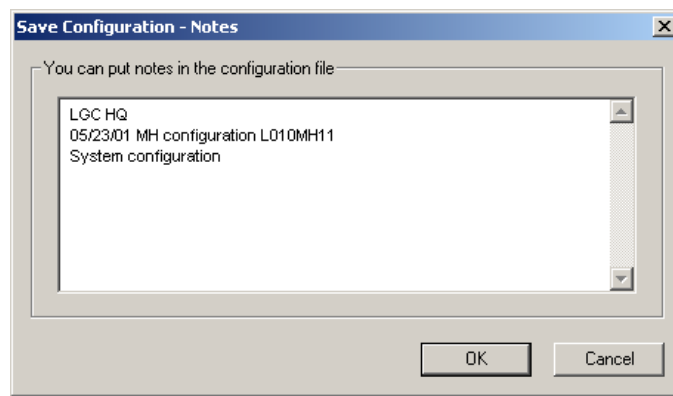 Save Configuration - Notes
You can put notes in the configuration file
LGC HQ
05/23/01 MH configuration L010MH11
System configuration
OK
Cancel